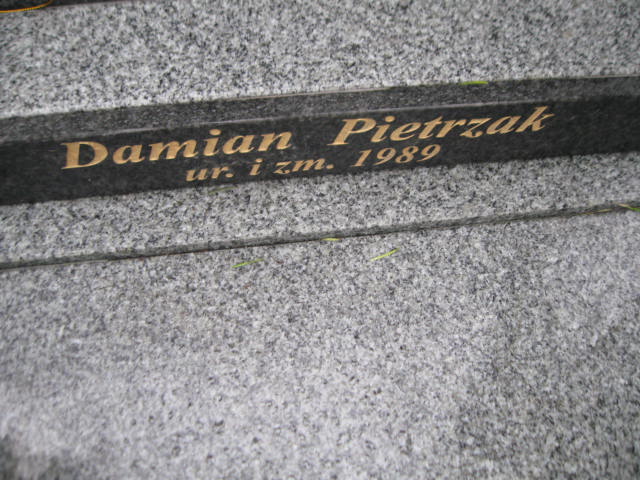 Damian Pietrzak
ur. i zm. 1989